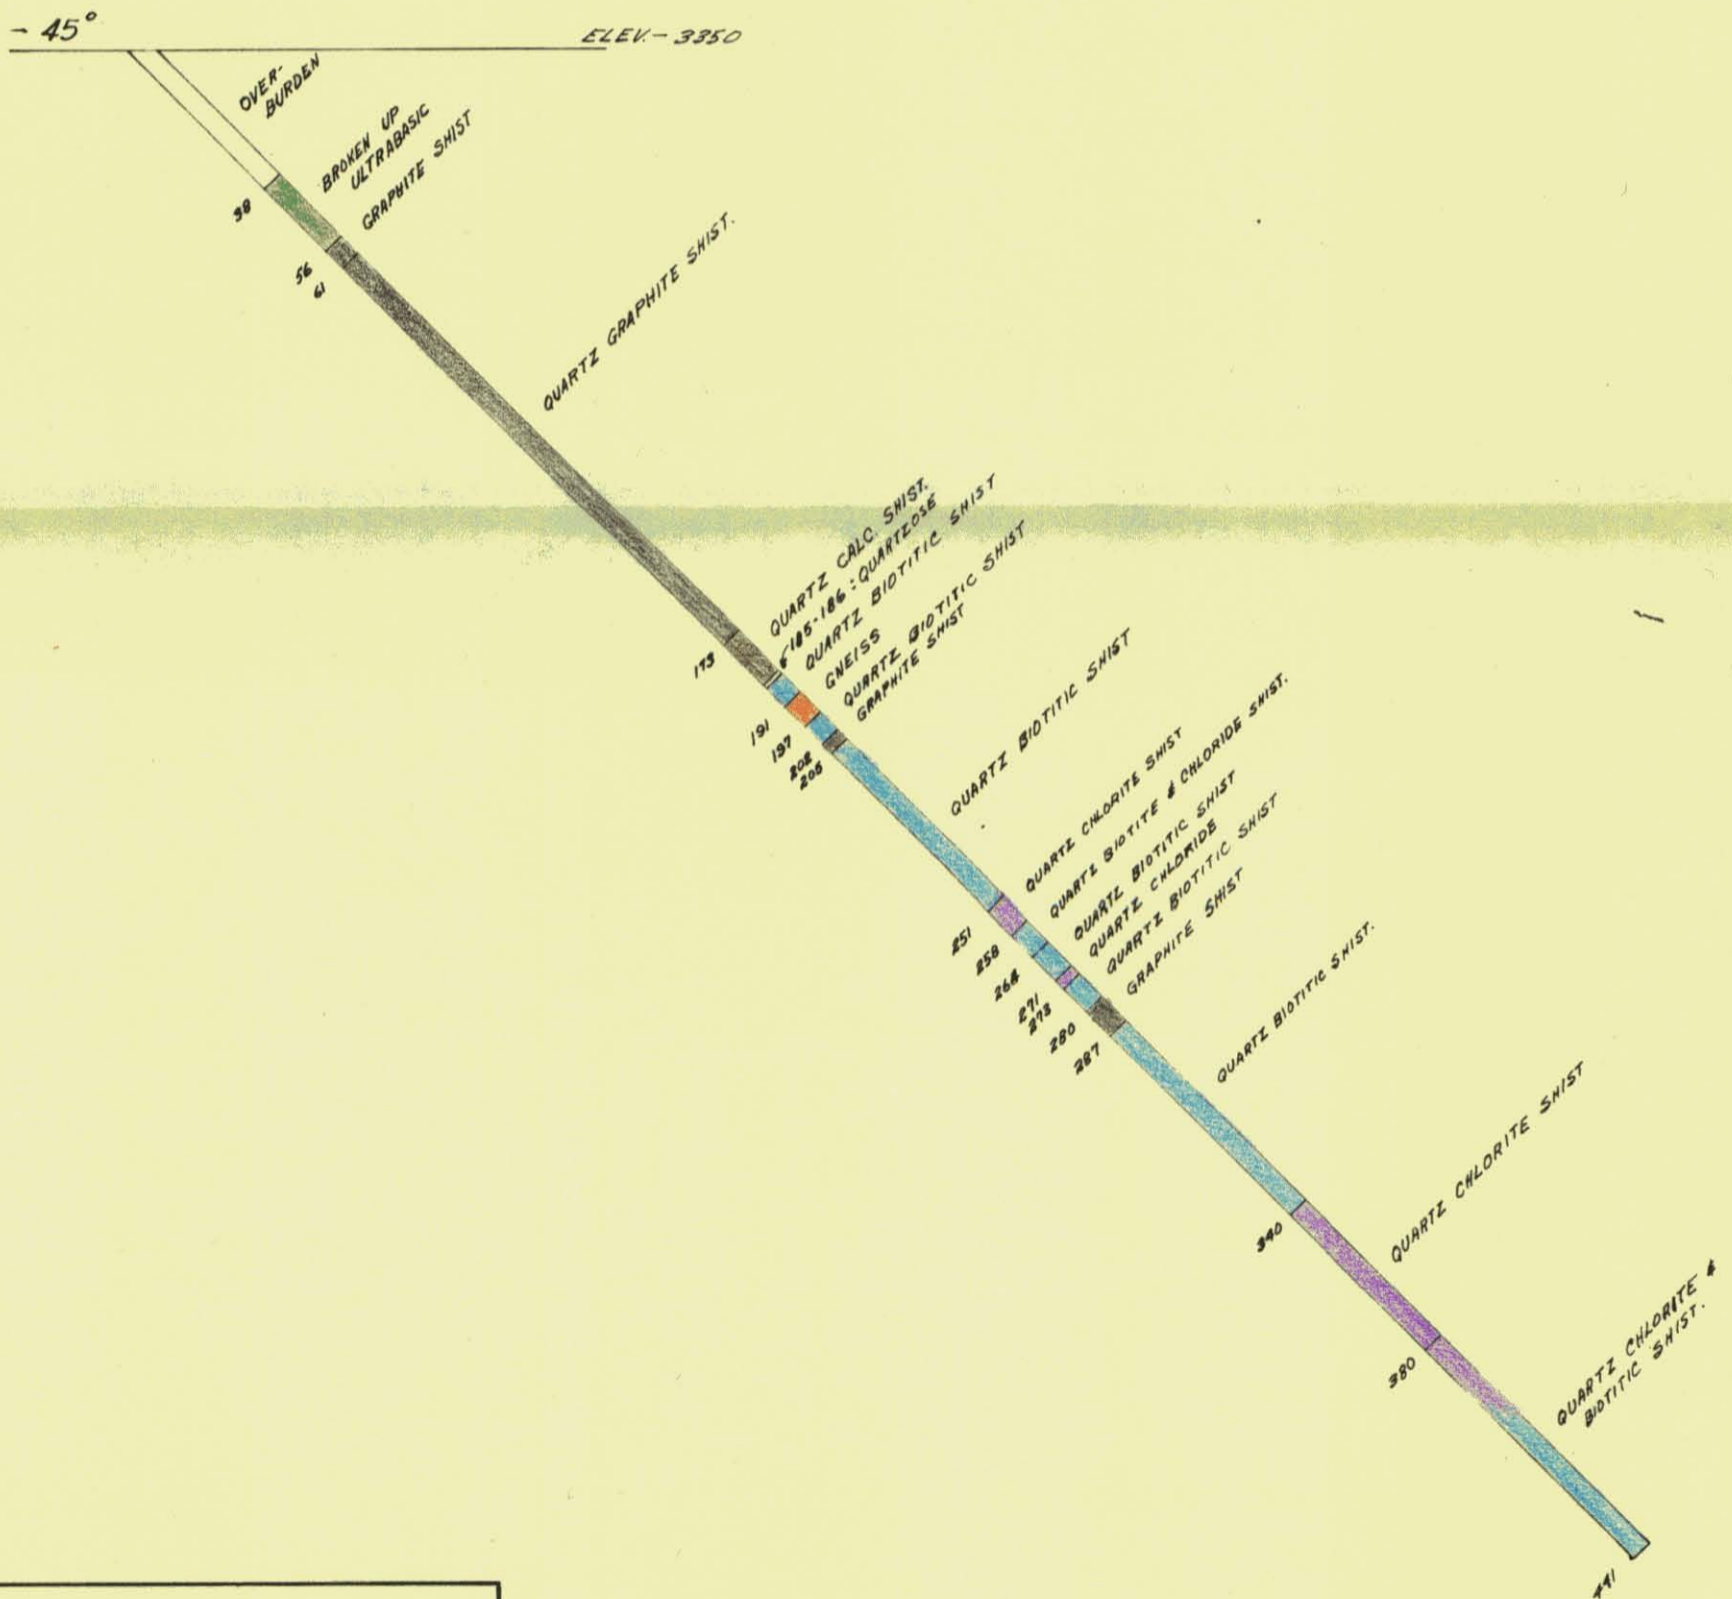 - 45°
ELEV.- 3350
OVER-
BURDEN
38
BROKEN UP
ULTRABASIC
56
GRAPHITE SHIST
61
QUARTZ GRAPHITE SHIST.
173
QUARTZ CALC. SHIST.
185-186: QUARTZOSE
QUARTZ BIOTITIC SHIST
191
GNEISS
197
QUARTZ BIOTITIC SHIST
202
GRAPHITE SHIST
205
QUARTZ BIOTITIC SHIST
251
QUARTZ CHLORITE SHIST
258
QUARTZ BIOTITE & CHLORIDE SHIST.
264
QUARTZ BIOTITIC SHIST
271
QUARTZ CHLORIDE
273
QUARTZ BIOTITIC SHIST
280
GRAPHITE SHIST
287
QUARTZ BIOTITIC SHIST.
340
QUARTZ CHLORITE SHIST
380
QUARTZ CHLORITE &
BIOTITIC SHIST.
441